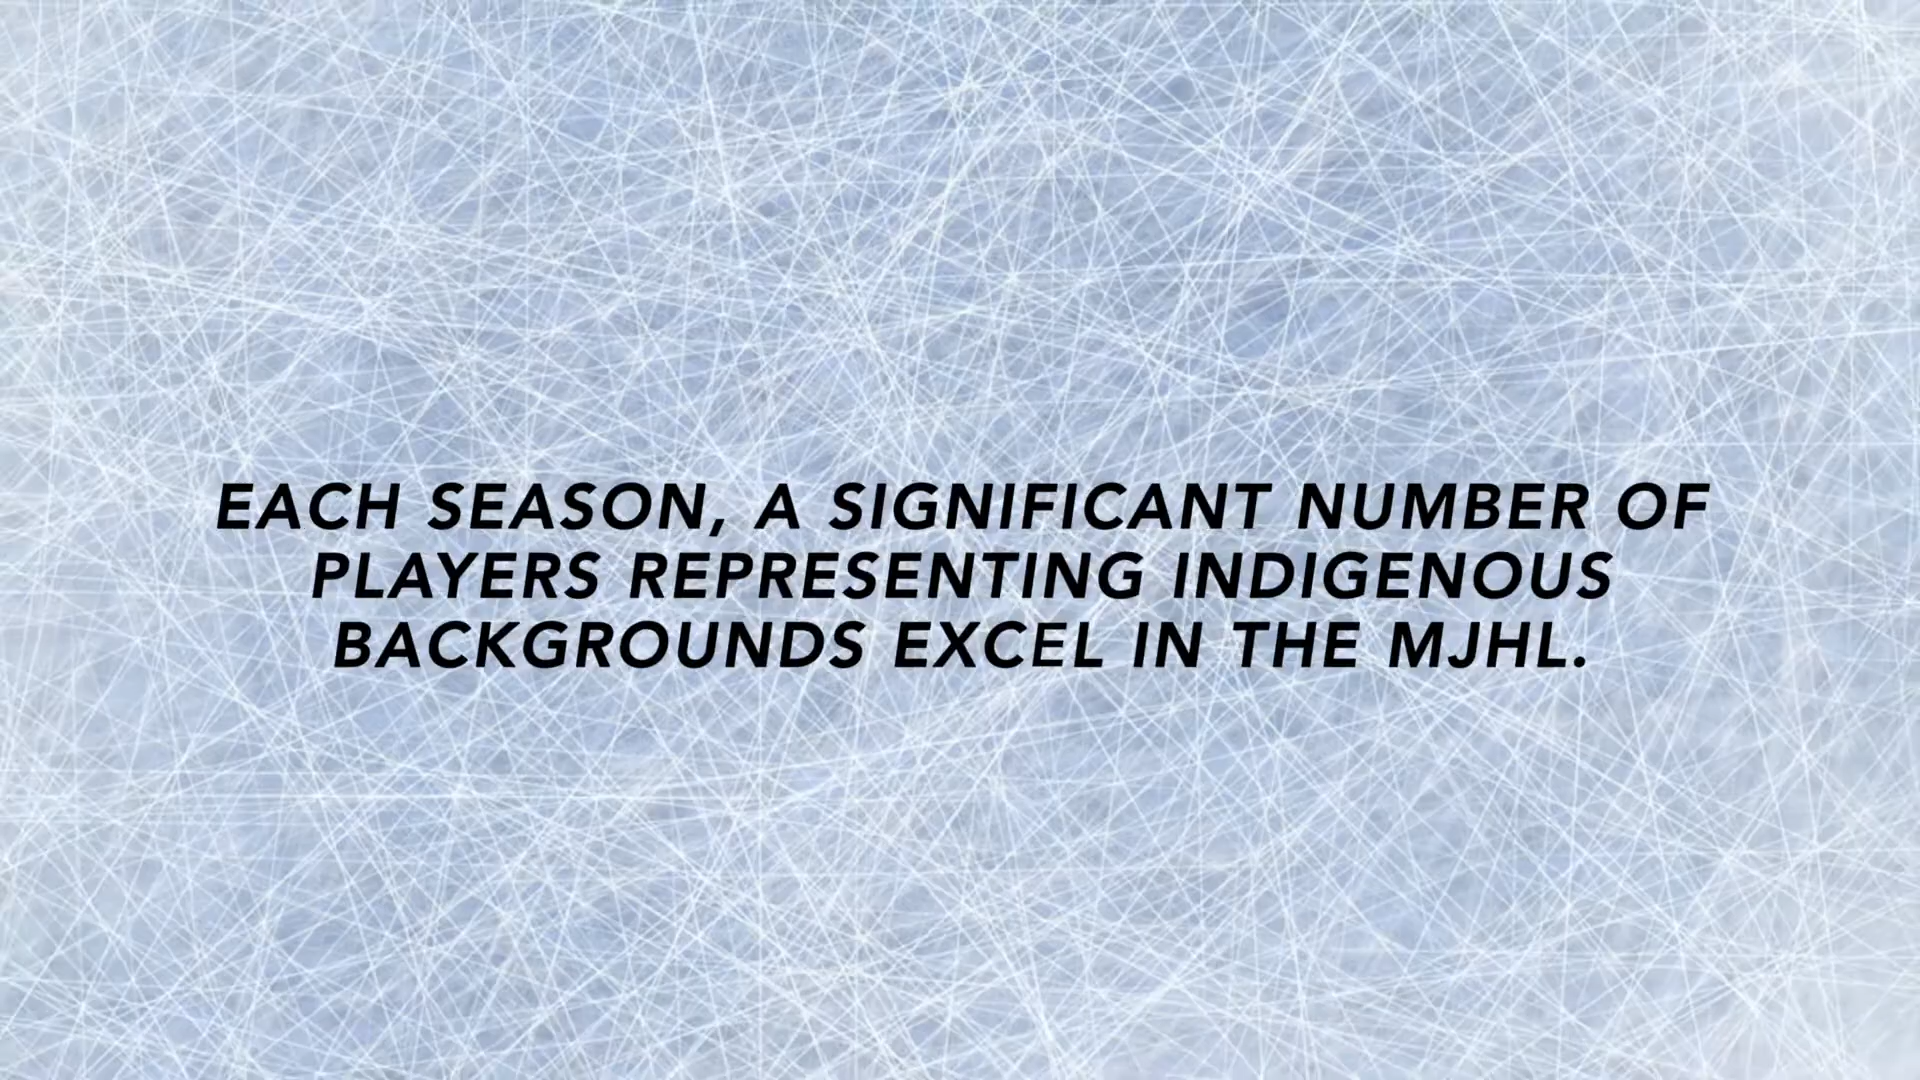 EACH SEASON, A SIGNIFICANT NUMBER OF
PLAYERS REPRESENTING INDIGENOUS
BACKGROUNDS EXCEL IN THE MJHL.